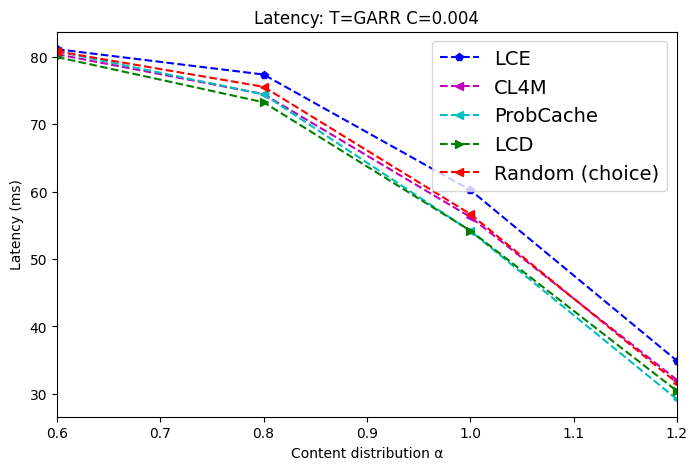 Latency: T=GARR C=0.004
80
70
60
50
40
30
Latency (ms)
0.6
0.7
0.8
0.9
1.0
1.1
1.2
Content distribution α
LCE
CL4M
ProbCache
LCD
Random (choice)